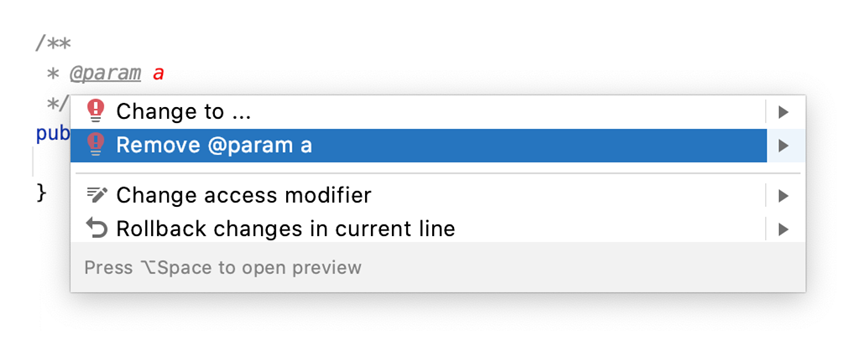 /**
* @param a
*/
pub
}
Change to ...
Remove @param a
Change access modifier
Rollback changes in current line
Press ⌥Space to open preview